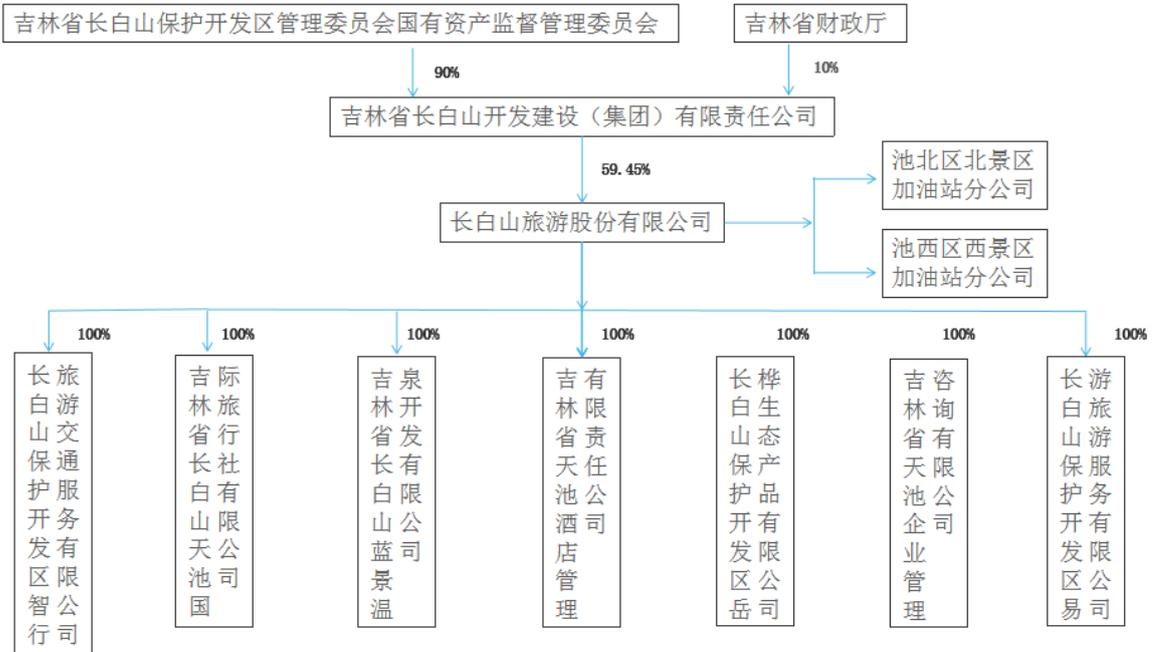 吉林省长白山保护开发区管理委员会国有资产监督管理委员会
吉林省财政厅
90%
10%
吉林省长白山开发建设（集团）有限责任公司
59.45%
长白山旅游股份有限公司
池北区北景区
加油站分公司
池西区西景区
加油站分公司
100%
长白山保护开发区智行
旅游交通服务有限公司
100%
吉林省长白山天池国
际旅行社有限公司
100%
吉林省长白山蓝景温
泉开发有限公司
100%
吉林省天池酒店管理
有限责任公司
100%
长白山保护开发区岳
桦生态产品有限公司
100%
吉林省天池企业管理
咨询有限公司
100%
长白山保护开发区易
游旅游服务有限公司